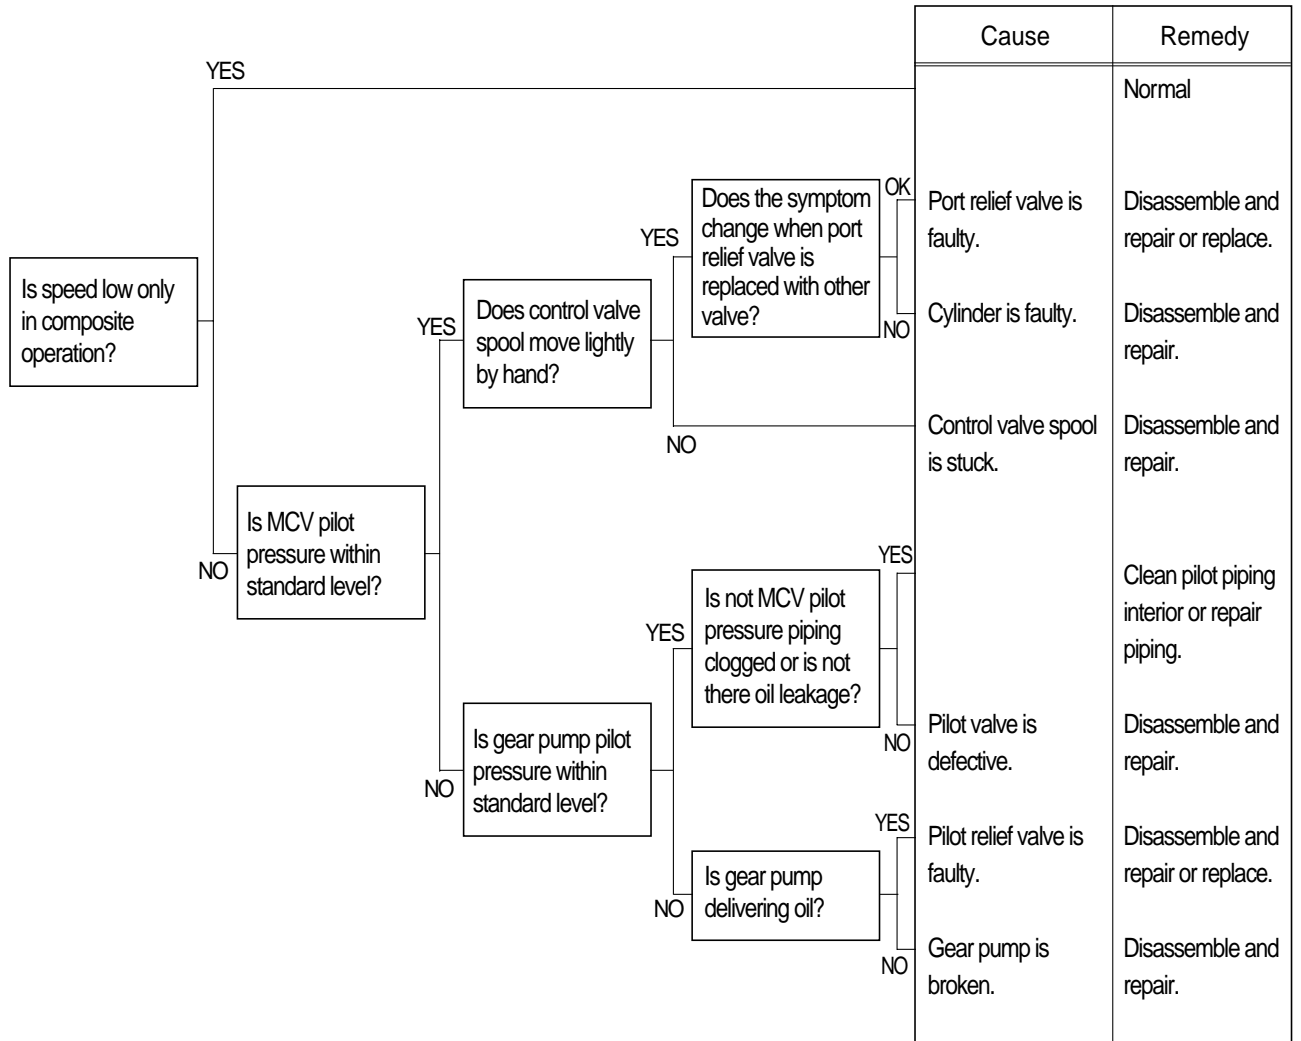 Cause
Remedy
YES
Normal
Is speed low only
in composite
operation?
NO
Is MCV pilot
pressure within
standard level?
YES
Does control valve
spool move lightly
by hand?
YES
Does the symptom
change when port
relief valve is
replaced with other
valve?
OK
Port relief valve is
faulty.
Disassemble and
repair or replace.
NO
Cylinder is faulty.
Disassemble and
repair.
NO
Control valve spool
is stuck.
Disassemble and
repair.
NO
Is gear pump pilot
pressure within
standard level?
YES
Is not MCV pilot
pressure piping
clogged or is not
there oil leakage?
YES
Clean pilot piping
interior or repair
piping.
NO
Pilot valve is
defective.
Disassemble and
repair.
NO
Is gear pump
delivering oil?
YES
Pilot relief valve is
faulty.
Disassemble and
repair or replace.
NO
Gear pump is
broken.
Disassemble and
repair.